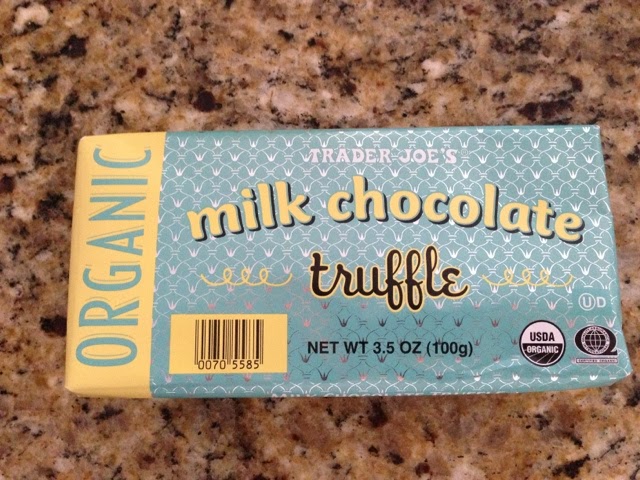 ORGANIC
TRADER JOE'S
milk chocolate
truffle
U D
NET WT 3.5 OZ (100g)
0070 5585
USDA
ORGANIC